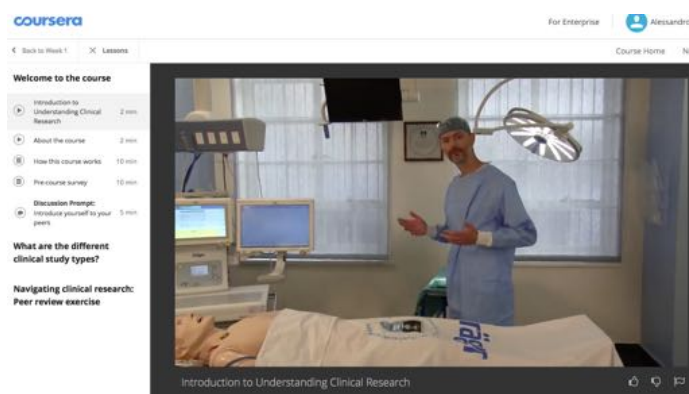 coursera
For Enterprise
Alessandro
Back to Week 1
X Lessons
Course Home
Welcome to the course
Introduction to
Understanding Clinical
Research
2 min
About the course
2 min
How this course works
10 min
Pre-course survey
10 min
Discussion Prompt:
Introduce yourself to your
peers
5 min
What are the different
clinical study types?
Navigating clinical research:
Peer review exercise
Dräger
Introduction to Understanding Clinical Research